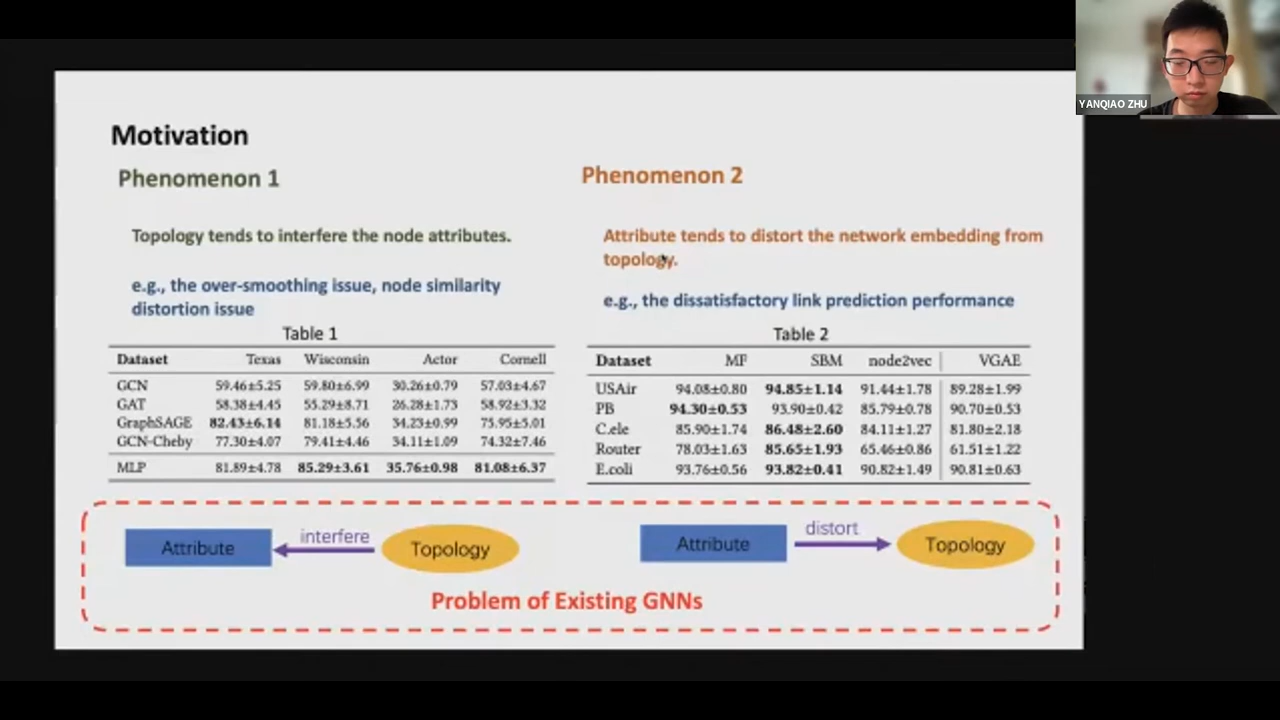 YANQIAO ZHU
Motivation
Phenomenon 1
Topology tends to interfere the node attributes.
e.g., the over-smoothing issue, node similarity
distortion issue
Table 1
Dataset Texas Wisconsin Actor Cornell
GCN 59.46±5.25 59.80±6.99 30.26±0.79 57.03±4.67
GAT 58.38±4.45 55.29±8.71 26.28±1.73 58.92±3.32
GraphSAGE 82.43±6.14 81.18±5.56 34.23±0.99 75.95±5.01
GCN-Cheby 77.30±4.07 79.41±4.46 34.11±1.09 74.32±7.46
MLP 81.89±4.78 85.29±3.61 35.76±0.98 81.08±6.37
Phenomenon 2
Attribute tends to distort the network embedding from
topology.
e.g., the dissatisfactory link prediction performance
Table 2
Dataset MF SBM node2vec VGAE
USAir 94.08±0.80 94.85±1.14 91.44±1.78 89.28±1.99
PB 94.30±0.53 93.90±0.42 85.79±0.78 90.70±0.53
C.ele 85.90±1.74 86.48±2.60 84.11±1.27 81.80±2.18
Router 78.03±1.63 85.65±1.93 65.46±0.86 61.51±1.22
E.coli 93.76±0.56 93.82±0.41 90.82±1.49 90.81±0.63
Attribute interfere Topology
Attribute distort Topology
Problem of Existing GNNs